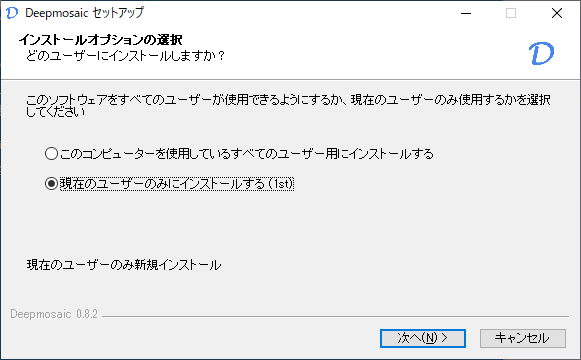 Deepmosaic セットアップ
インストールオプションの選択
どのユーザーにインストールしますか？
D
このソフトウェアをすべてのユーザーが使用できるようにするか、現在のユーザーのみ使用するかを選択
してください
このコンピューターを使用しているすべてのユーザー用にインストールする
現在のユーザーのみにインストールする (1st)
現在のユーザーのみ新規インストール
Deepmosaic 0.8.2
次へ(N) >
キャンセル